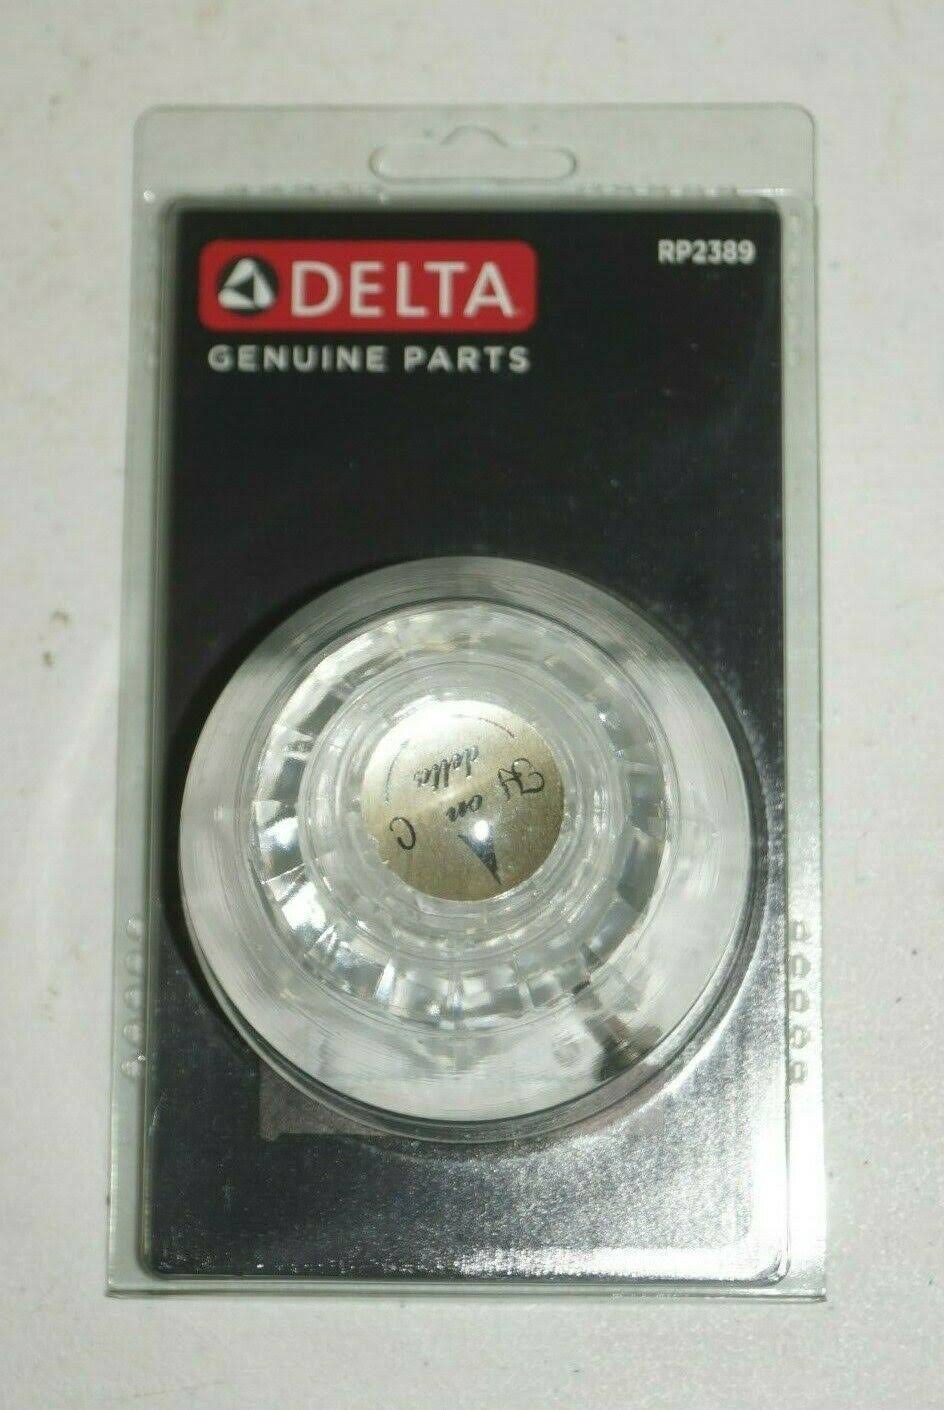 DELTA
RP2389
GENUINE PARTS
delta
H on C